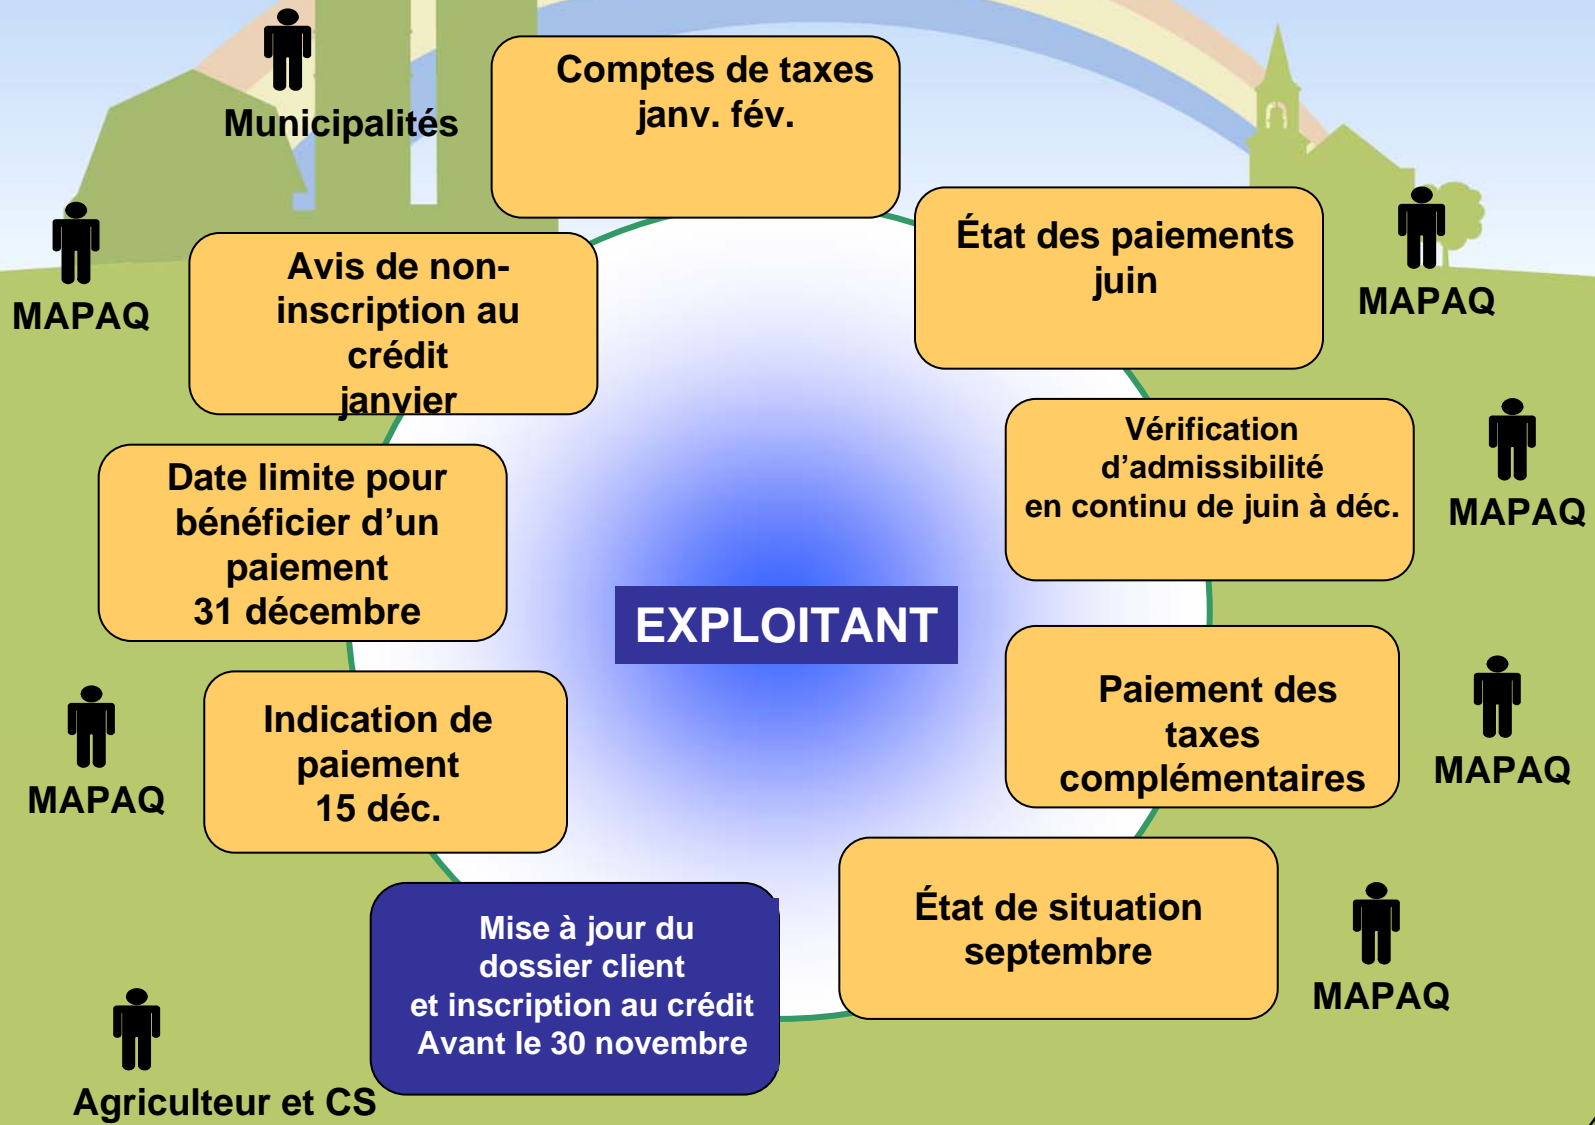 Municipalités
Comptes de taxes
janv. fév.
État des paiements
juin
MAPAQ
Vérification
d’admissibilité
en continu de juin à déc.
MAPAQ
Paiement des
taxes
complémentaires
MAPAQ
État de situation
septembre
MAPAQ
Mise à jour du
dossier client
et inscription au crédit
Avant le 30 novembre
Agriculteur et CS
Indication de
paiement
15 déc.
MAPAQ
Date limite pour
bénéficier d’un
paiement
31 décembre
Avis de non-
inscription au
crédit
janvier
MAPAQ
EXPLOITANT